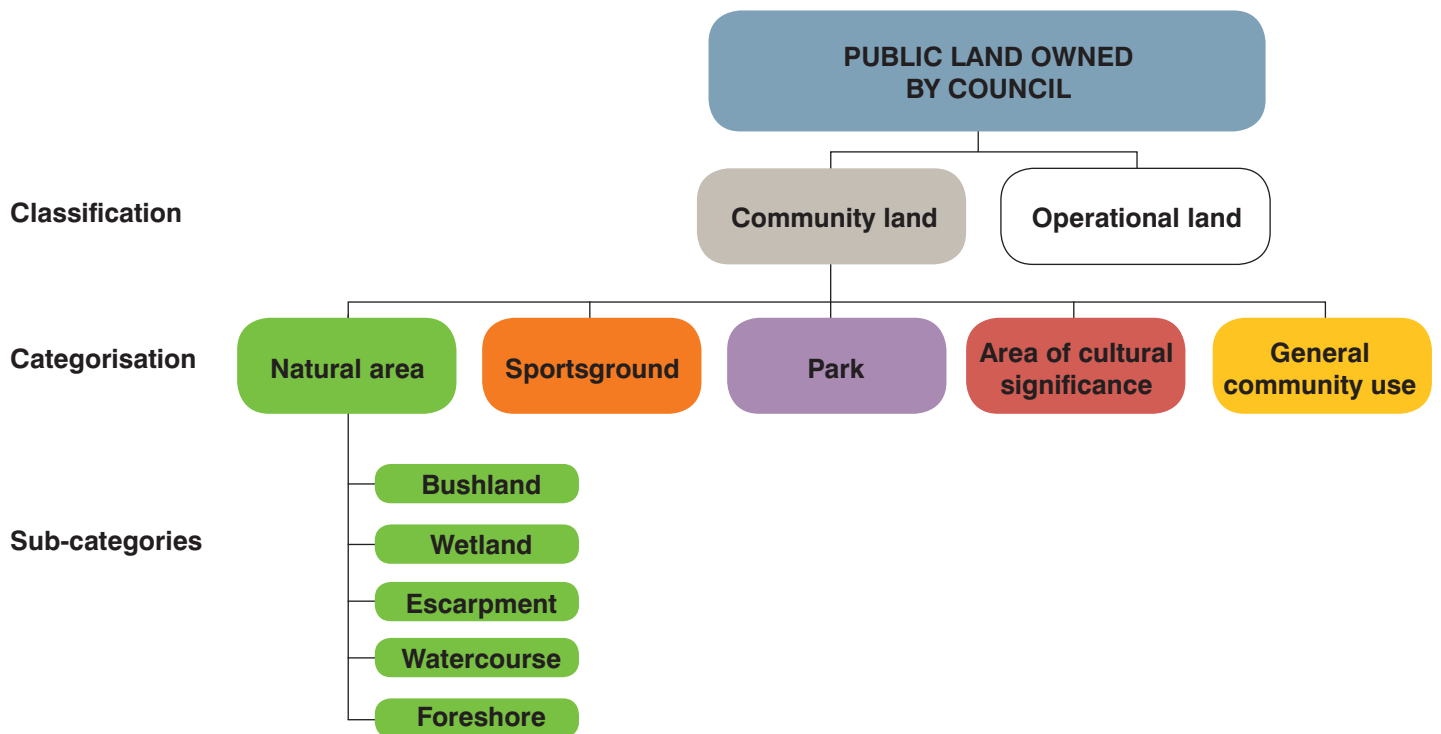 PUBLIC LAND OWNED
BY COUNCIL
Classification
Community land
Operational land
Categorisation
Natural area
Sportsground
Park
Area of cultural
significance
General
community use
Sub-categories
Bushland
Wetland
Escarpment
Watercourse
Foreshore